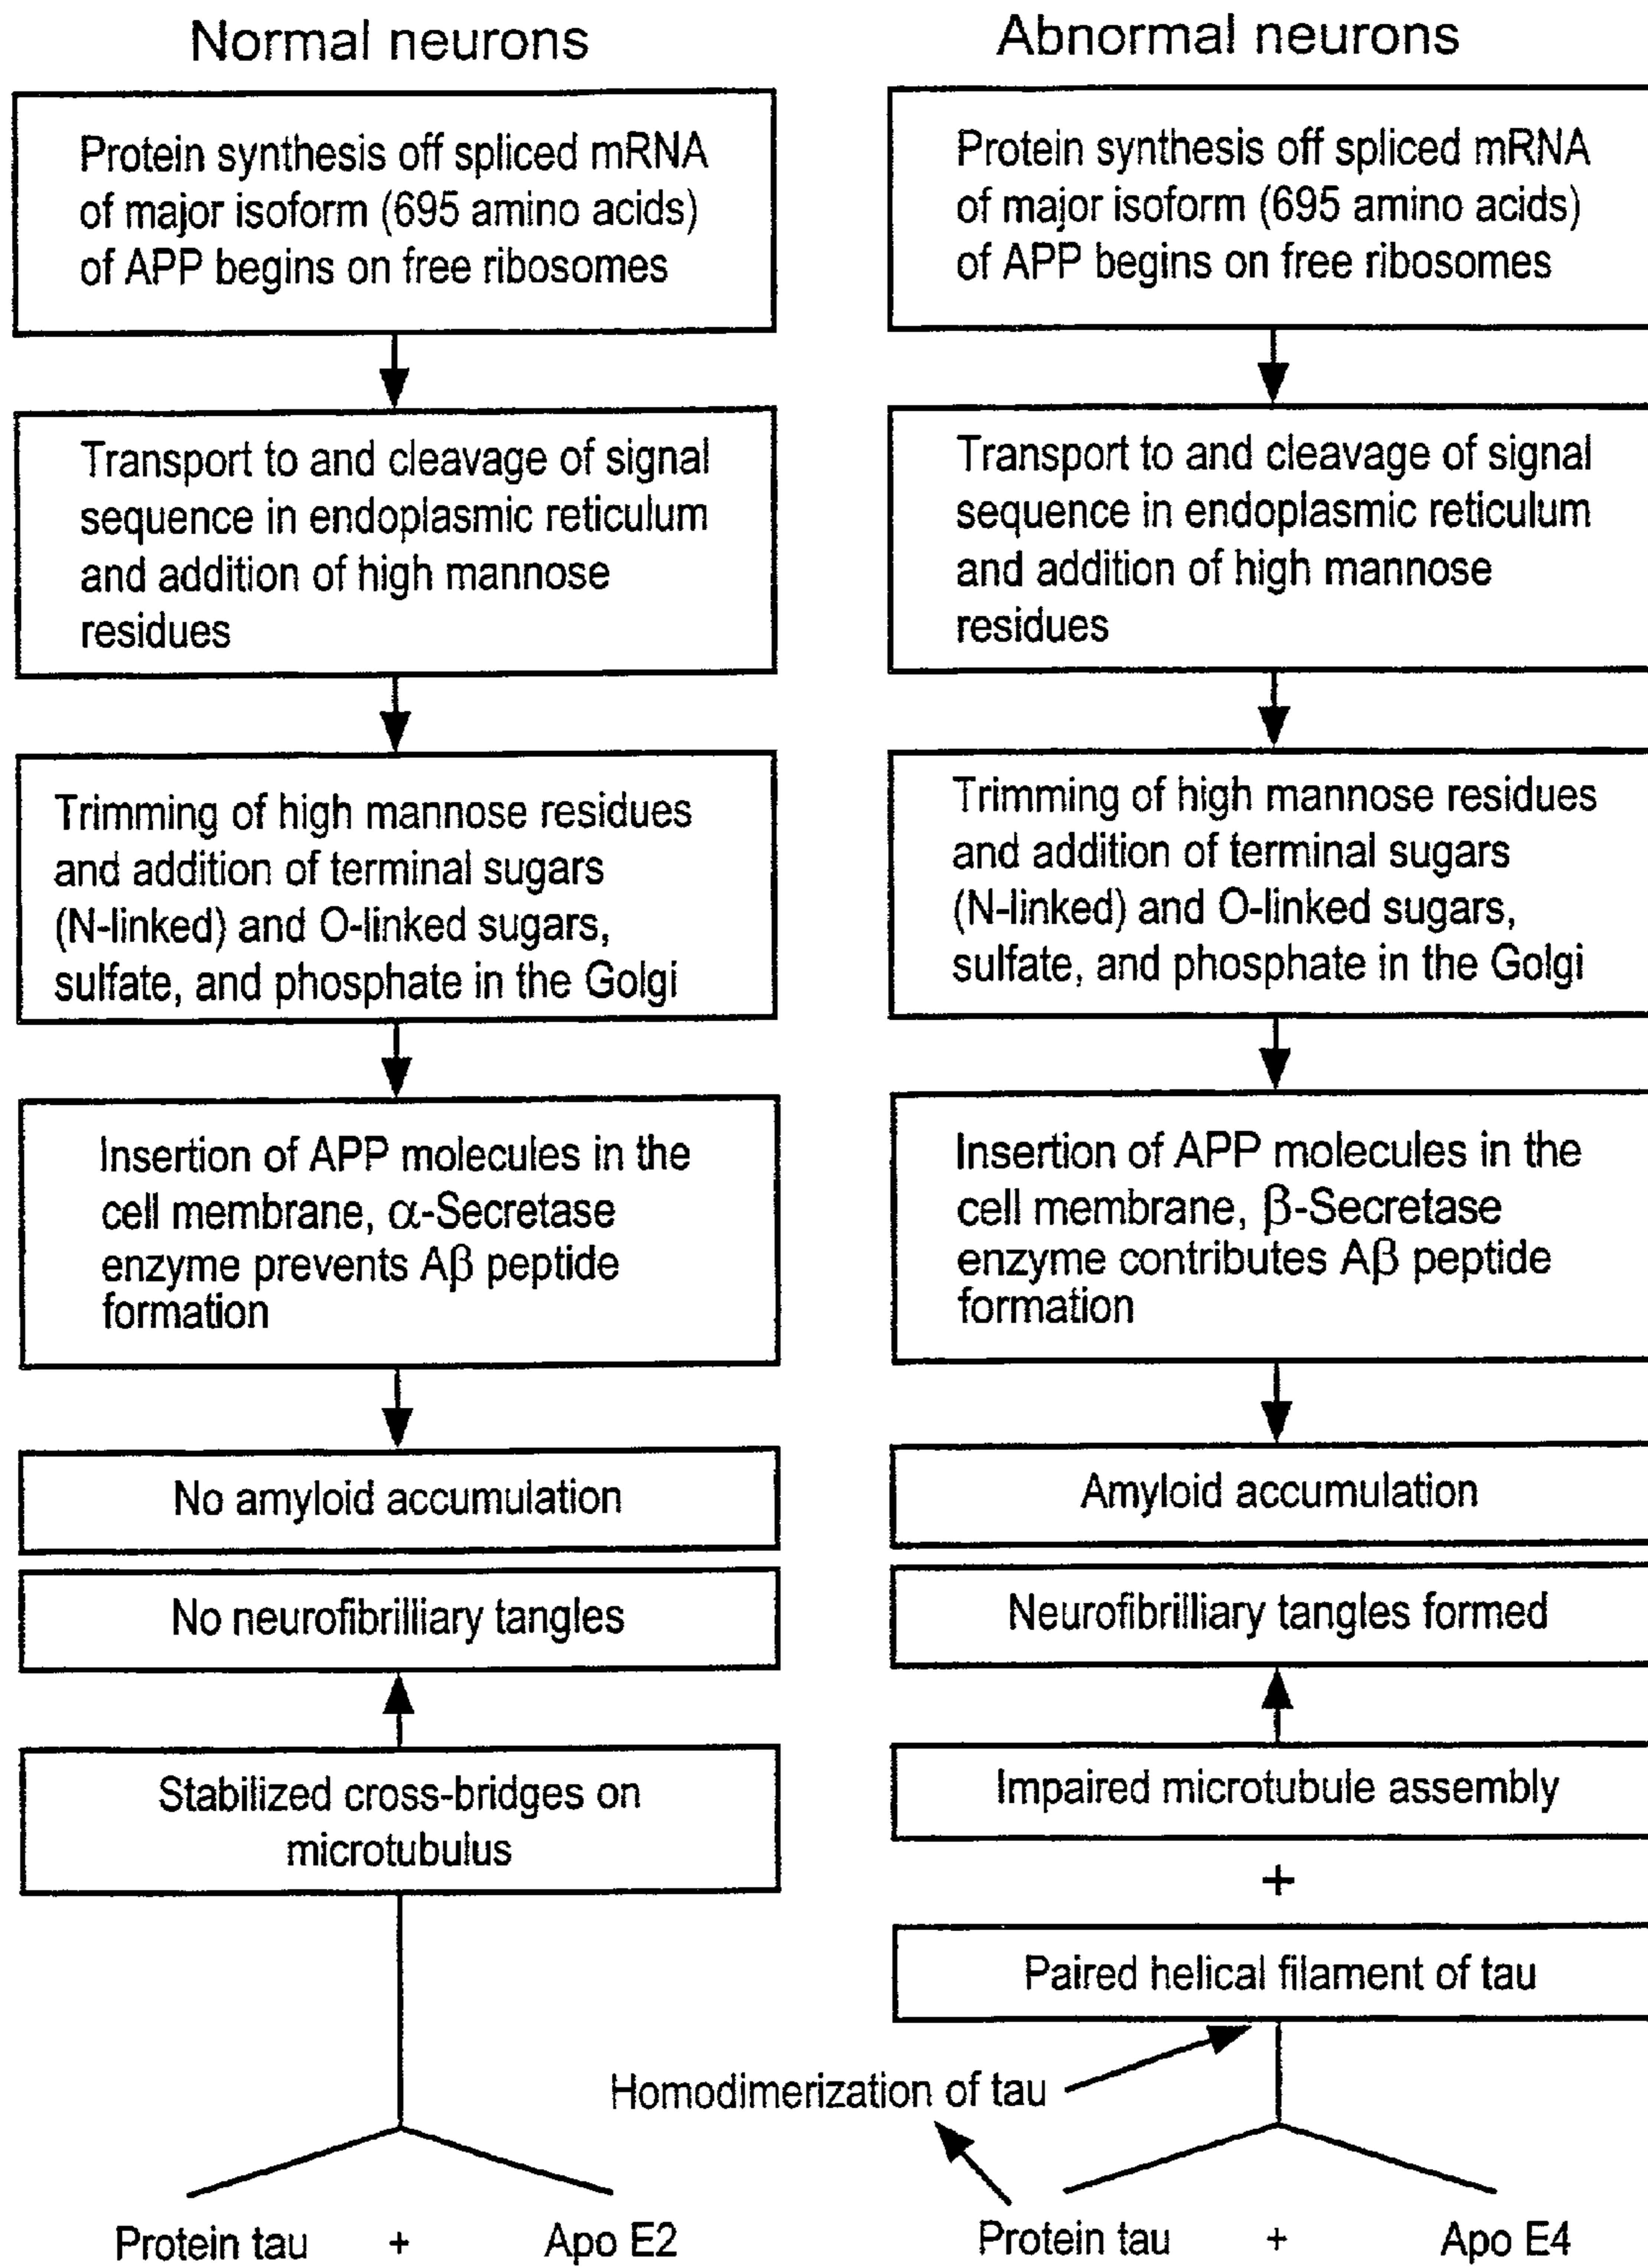 Normal neurons
Protein synthesis off spliced mRNA
of major isoform (695 amino acids)
of APP begins on free ribosomes
Transport to and cleavage of signal
sequence in endoplasmic reticulum
and addition of high mannose
residues
Trimming of high mannose residues
and addition of terminal sugars
(N-linked) and O-linked sugars,
sulfate, and phosphate in the Golgi
Insertion of APP molecules in the
cell membrane, α-Secretase
enzyme prevents Aβ peptide
formation
No amyloid accumulation
No neurofibrilliary tangles
Stabilized cross-bridges on
microtubulus
Protein tau + Apo E2
Abnormal neurons
Protein synthesis off spliced mRNA
of major isoform (695 amino acids)
of APP begins on free ribosomes
Transport to and cleavage of signal
sequence in endoplasmic reticulum
and addition of high mannose
residues
Trimming of high mannose residues
and addition of terminal sugars
(N-linked) and O-linked sugars,
sulfate, and phosphate in the Golgi
Insertion of APP molecules in the
cell membrane, β-Secretase
enzyme contributes Aβ peptide
formation
Amyloid accumulation
Neurofibrilliary tangles formed
Impaired microtubule assembly
+
Paired helical filament of tau
Homodimerization of tau
Protein tau + Apo E4